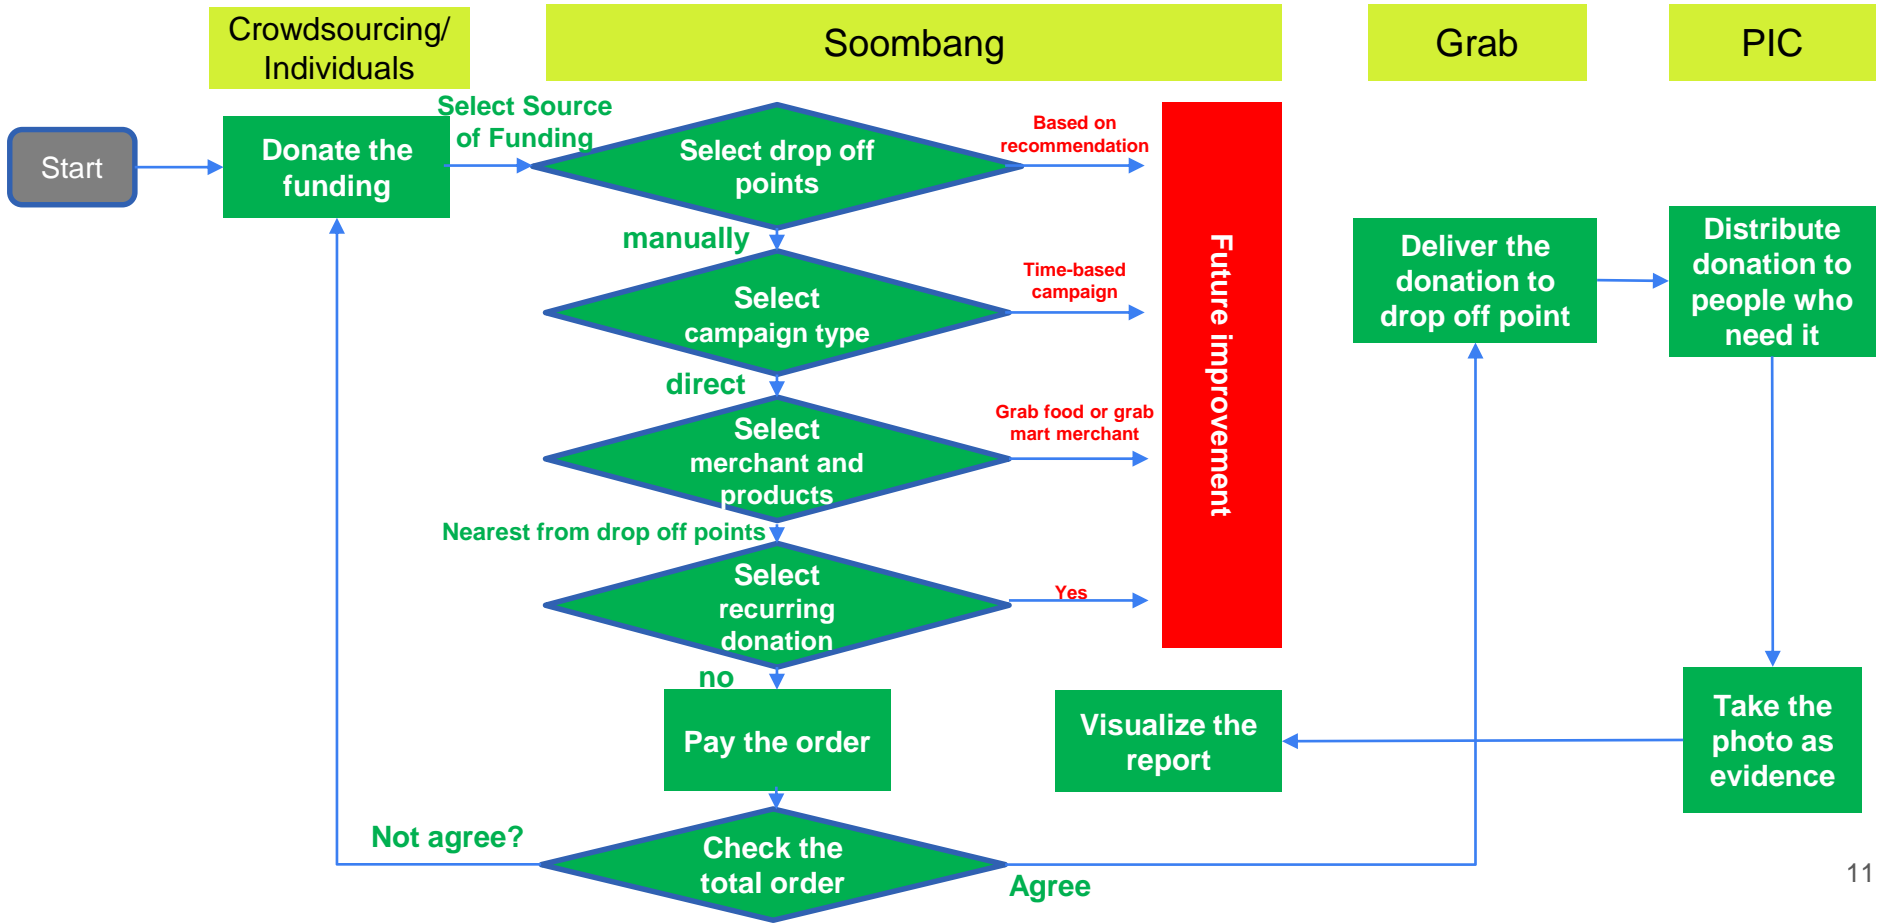 Crowdsourcing/
Individuals
Soombang
Grab
PIC
Start
Donate the
funding
Select Source
of Funding
Select drop off
points
Based on
recommendation
manually
Select
campaign type
Time-based
campaign
direct
Select
merchant and
products
Grab food or grab
mart merchant
Nearest from drop off points
Select
recurring
donation
Yes
no
Future improvement
Pay the order
Check the
total order
Not agree?
Agree
Deliver the
donation to
drop off point
Distribute
donation to
people who
need it
Take the
photo as
evidence
Visualize the
report
11